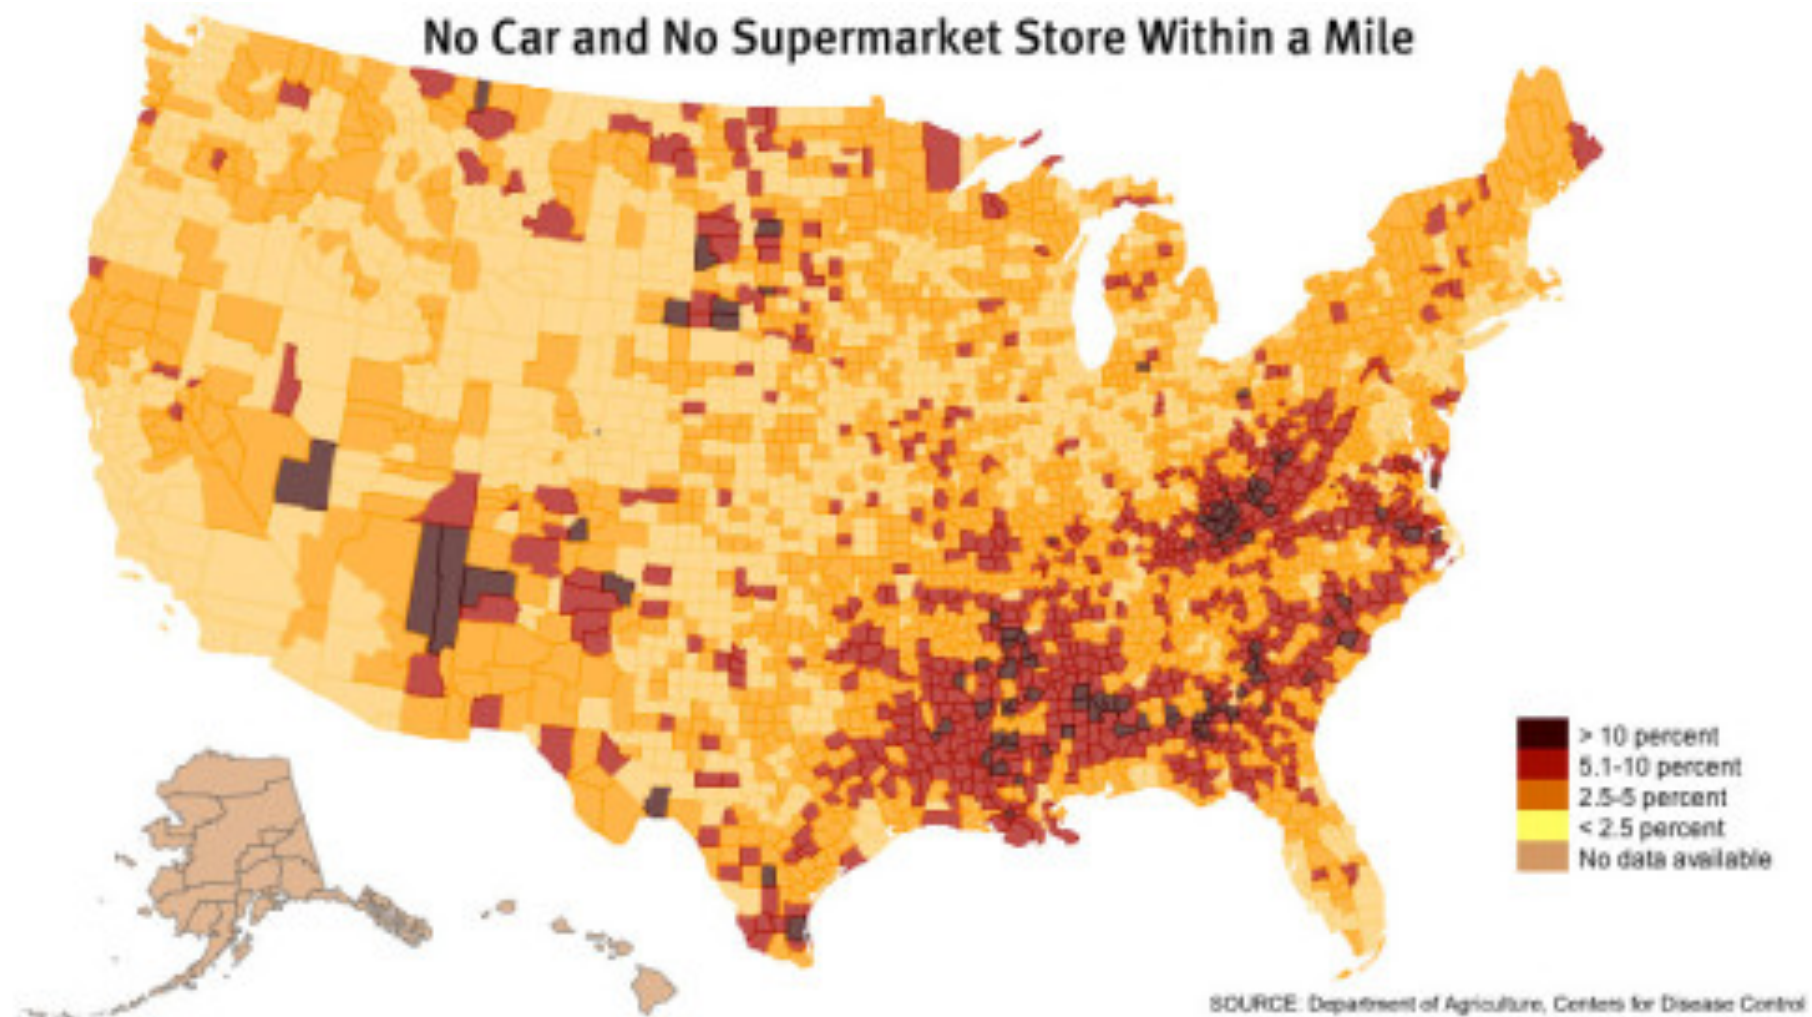 No Car and No Supermarket Store Within a Mile
> 10 percent
5.1-10 percent
2.5-5 percent
< 2.5 percent
No data available
SOURCE: Department of Agriculture, Centers for Disease Control